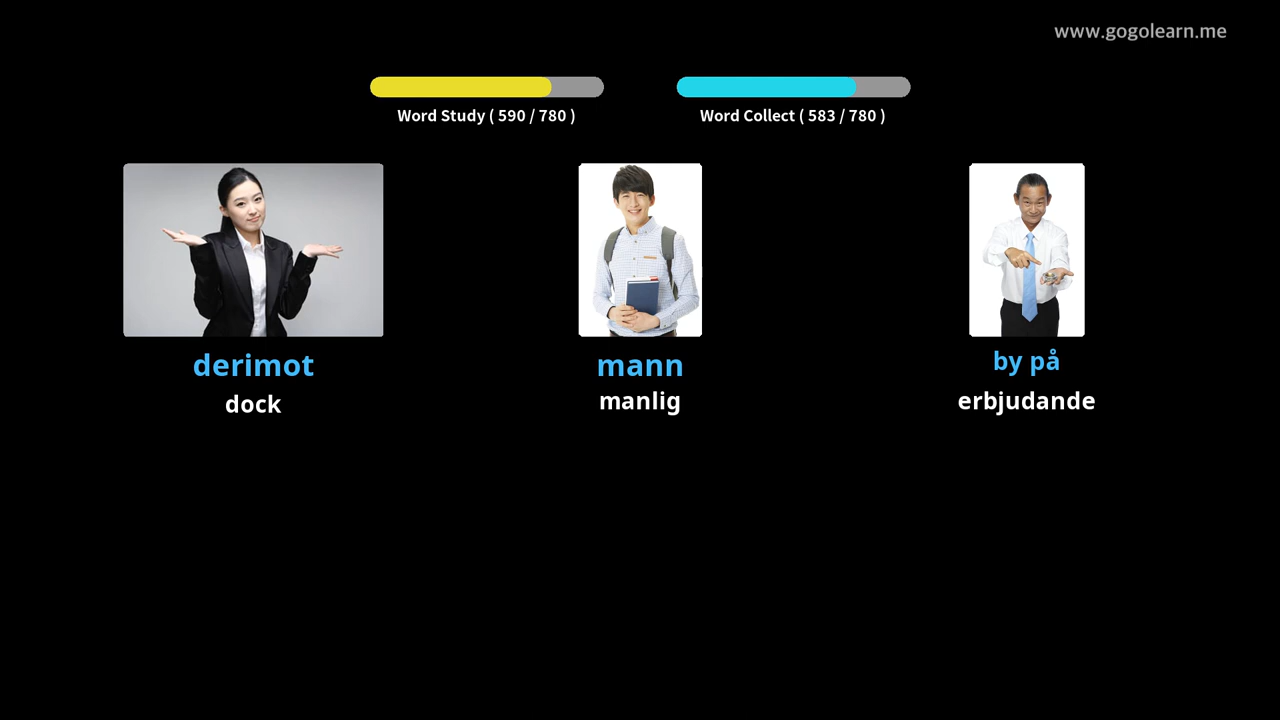 www.gogolearn.me
Word Study ( 590 / 780 )
Word Collect ( 583 / 780 )
derimot
dock
mann
manlig
by på
erbjudande